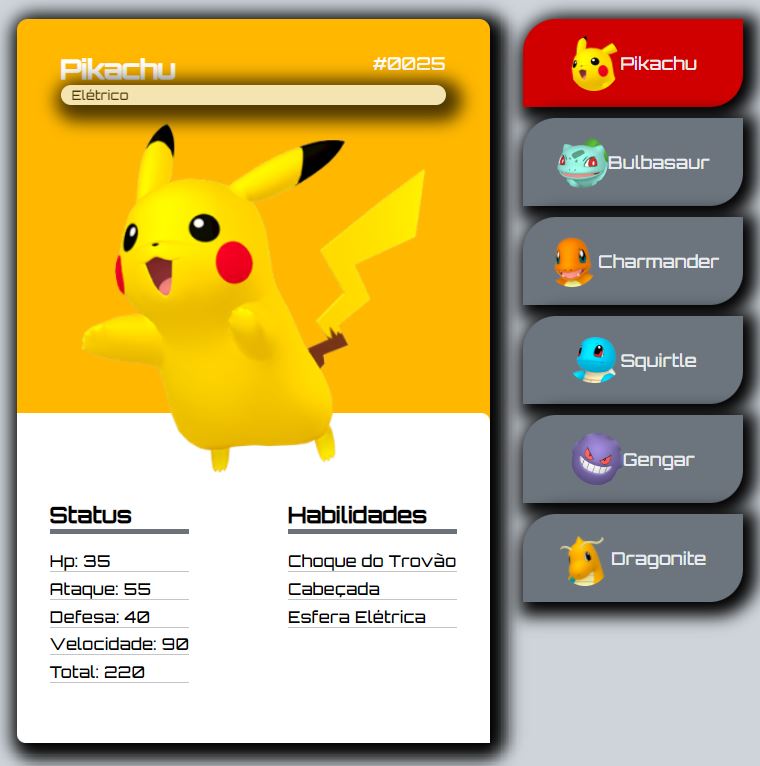 Pikachu
#0025
Elétrico
Status
Hp: 35
Ataque: 55
Defesa: 40
Velocidade: 90
Total: 220
Habilidades
Choque do Trovão
Cabeçada
Esfera Elétrica
Pikachu
Bulbasaur
Charmander
Squirtle
Gengar
Dragonite